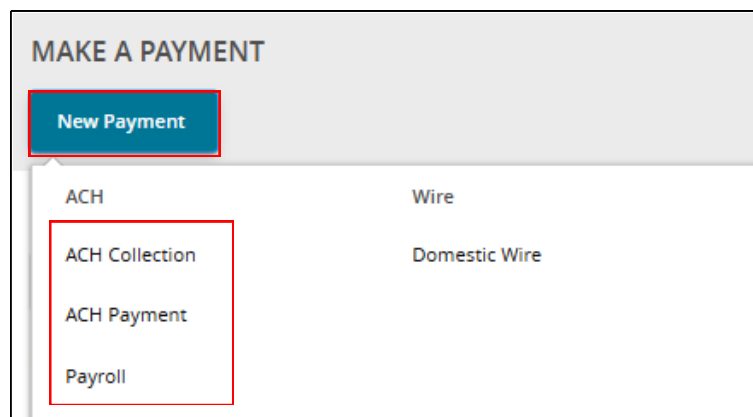 MAKE A PAYMENT
New Payment
ACH
Wire
ACH Collection
Domestic Wire
ACH Payment
Payroll